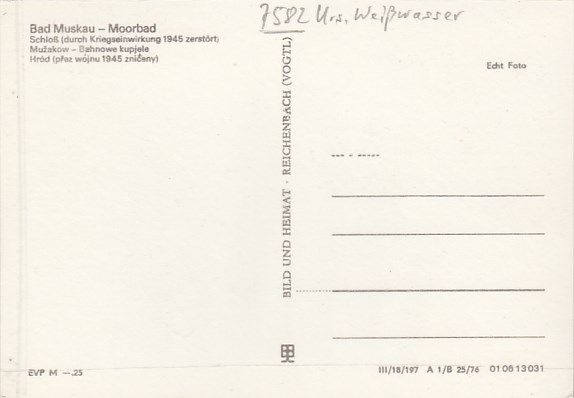 7582 Krs. Weißwasser
Bad Muskau – Moorbad
Schloß (durch Kriegseinwirkung 1945 zerstört)
Mužakow – Bahnowe kupjele
Hród (přez wójnu 1945 zničany)
Echt Foto
BILD UND HEIMAT · REICHENBACH (VOGTL)
EVP M —.25
III/18/197 A 1/B 25/76 01 06 13 031